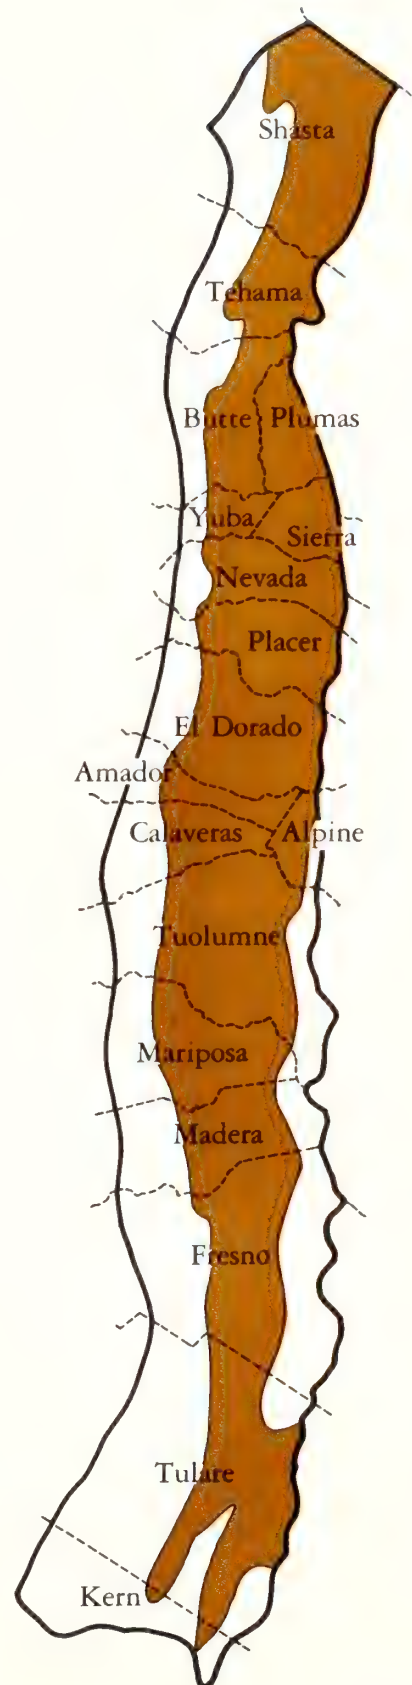 Shasta
Tehama
Butte
Plumas
Yuba
Sierra
Nevada
Placer
El Dorado
Amador
Calaveras
Alpine
Tuolumne
Mariposa
Madera
Fresno
Tulare
Kern